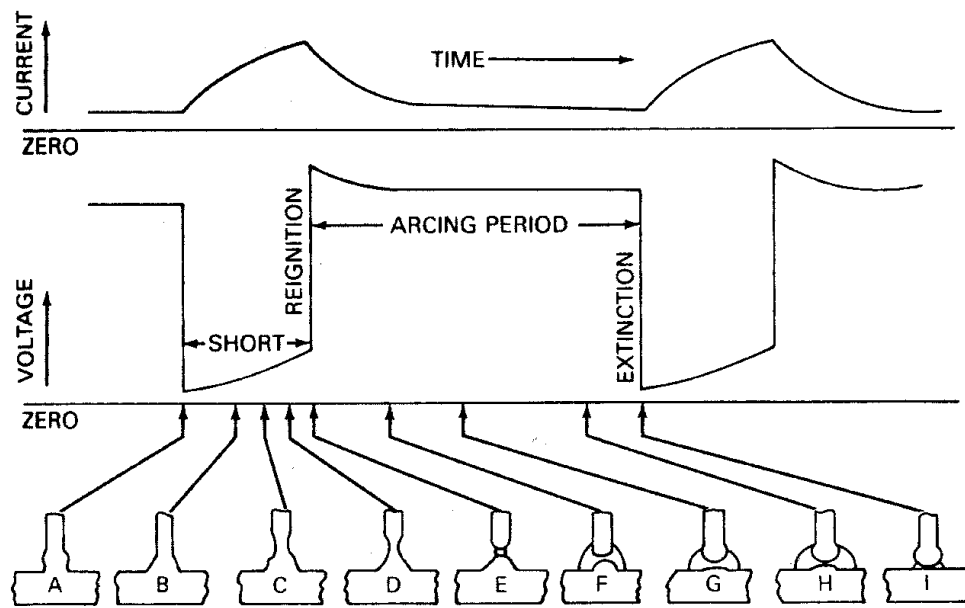 CURRENT
TIME
ZERO
REIGNITION
ARCING PERIOD
EXTINCTION
VOLTAGE
SHORT
ZERO
A B C D E F G H I